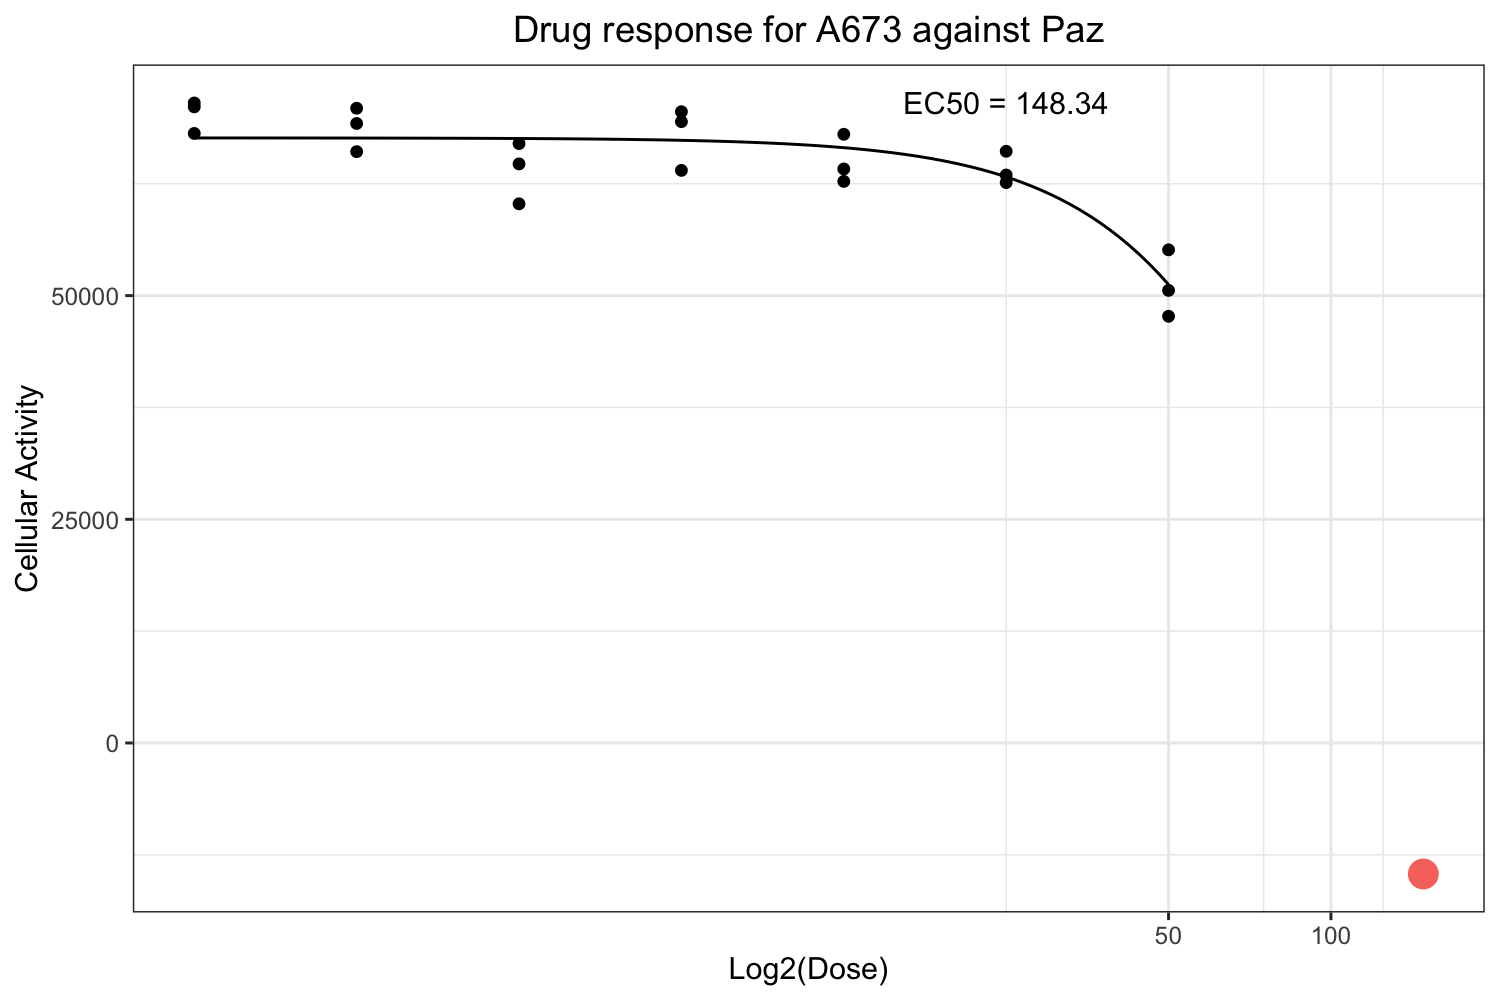 Drug response for A673 against Paz
EC50 = 148.34
Cellular Activity
50000
25000
0
50
100
Log2(Dose)